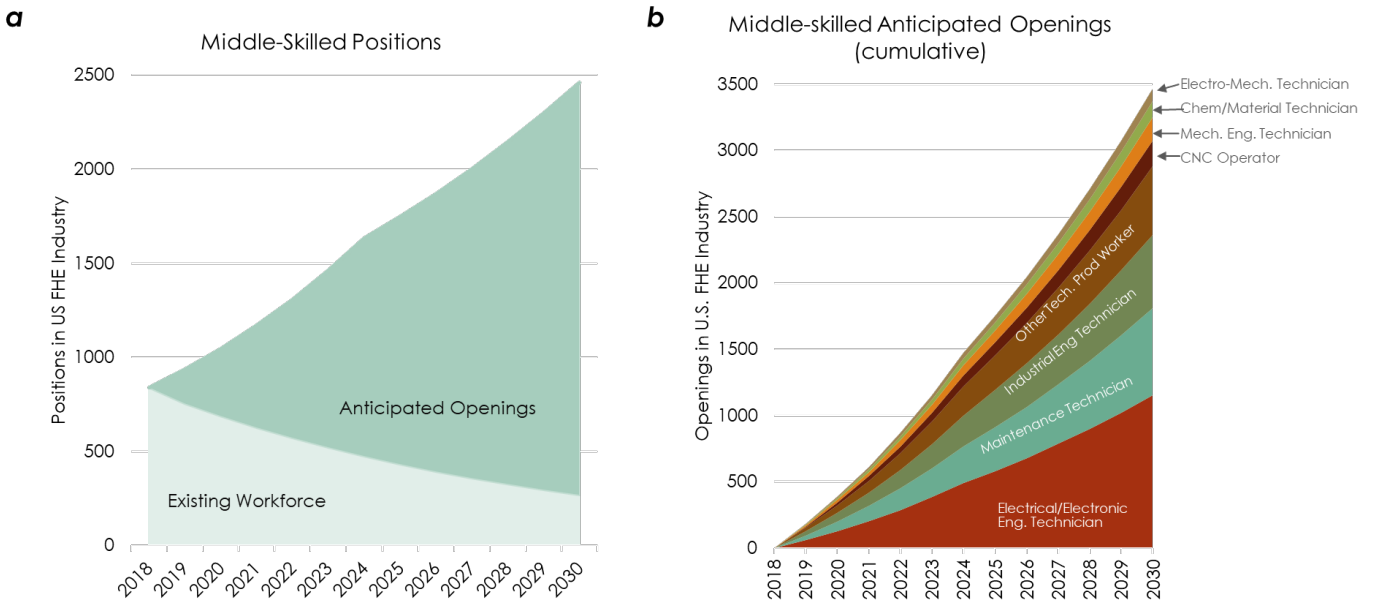 a
Middle-Skilled Positions
Positions in US FHE Industry
2500
2000
1500
1000
500
0
Anticipated Openings
Existing Workforce
2018
2019
2020
2021
2022
2023
2024
2025
2026
2027
2028
2029
2030
b
Middle-skilled Anticipated Openings
(cumulative)
Openings in U.S. FHE Industry
3500
3000
2500
2000
1500
1000
500
0
Electro-Mech. Technician
Chem/Material Technician
Mech. Eng. Technician
CNC Operator
Other Tech. Prod Worker
Industrial Eng Technician
Maintenance Technician
Electrical/Electronic
Eng. Technician
2018
2019
2020
2021
2022
2023
2024
2025
2026
2027
2028
2029
2030